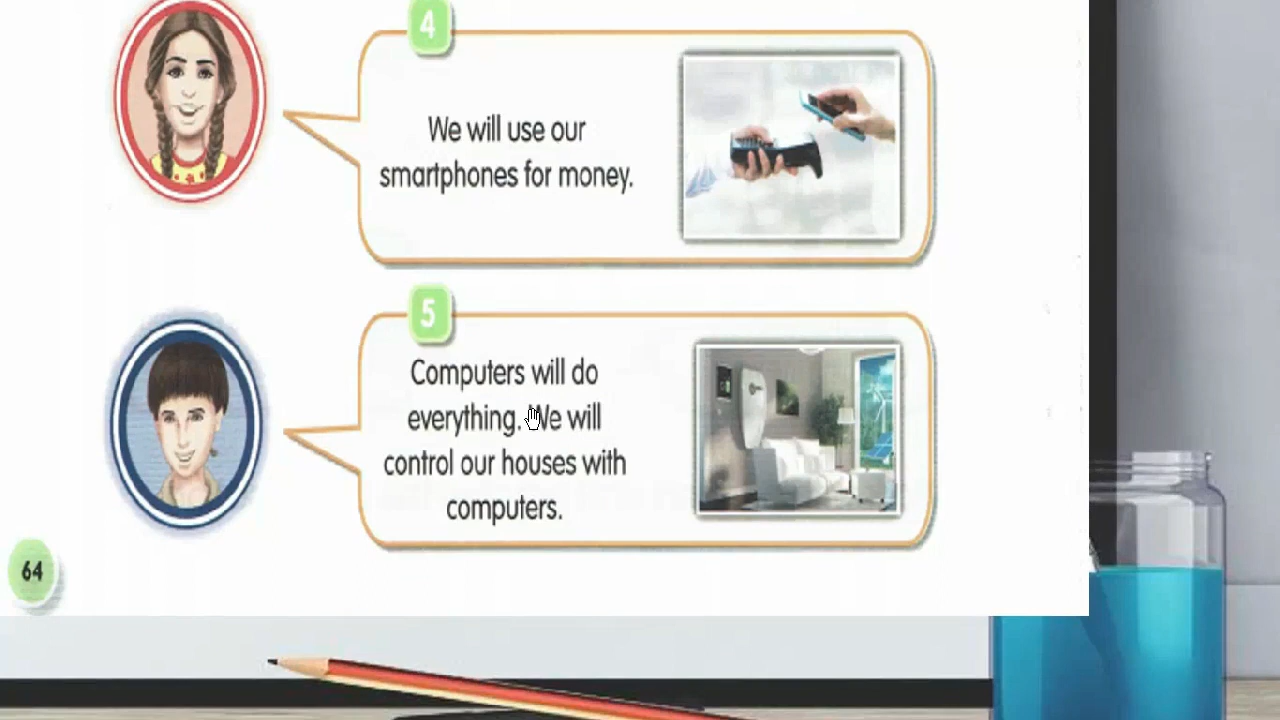 4
We will use our
smartphones for money.
5
Computers will do
everything. We will
control our houses with
computers.
64